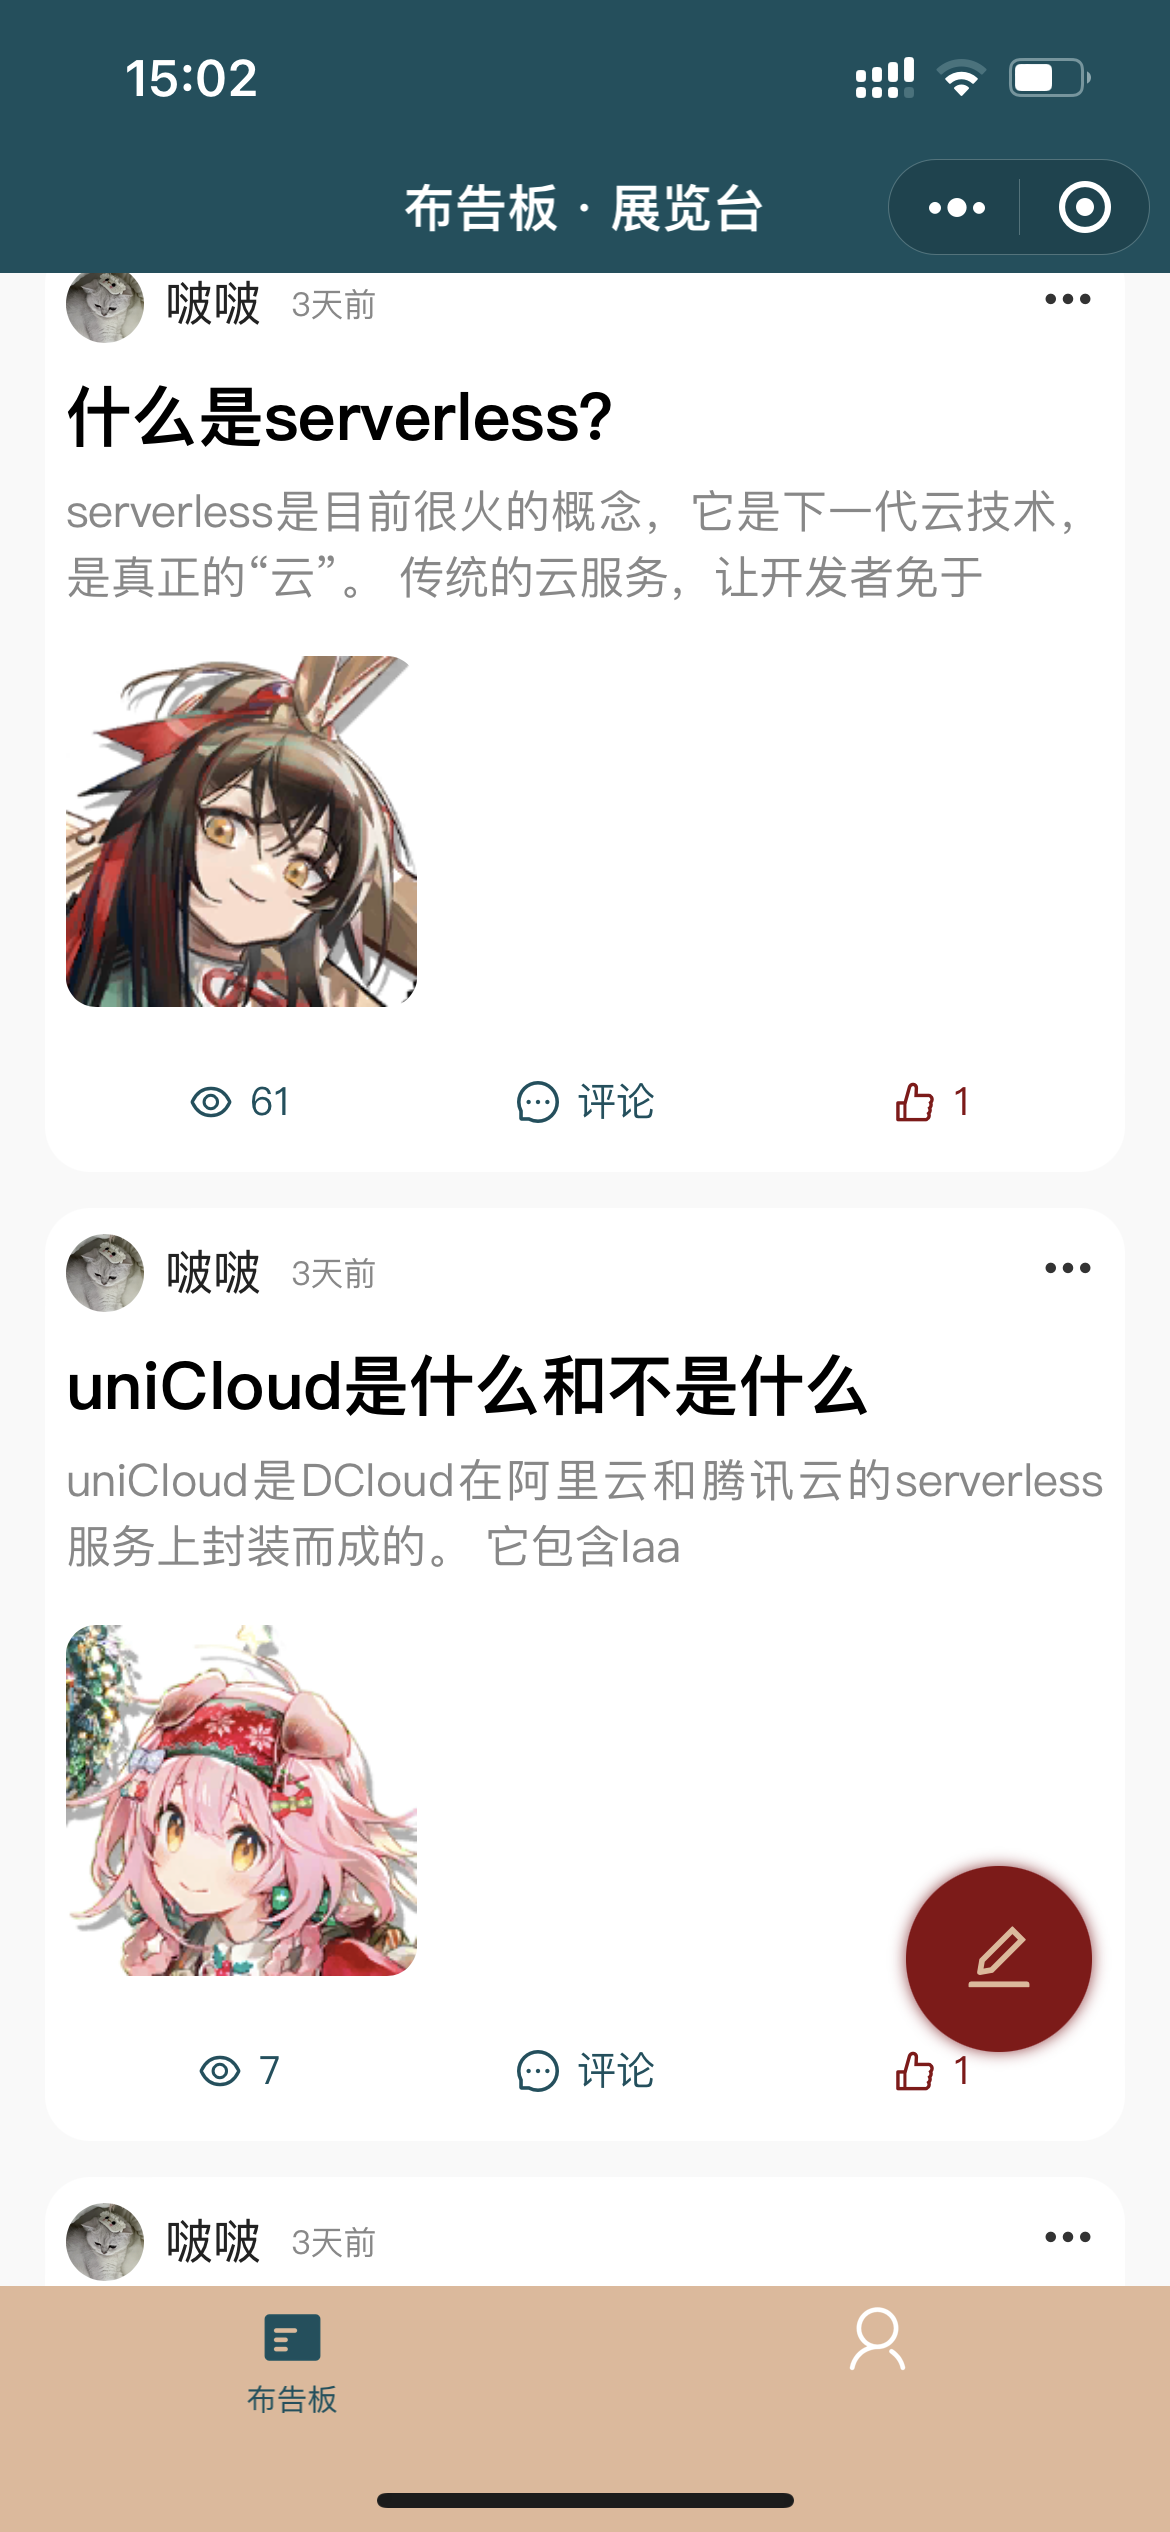 15:02
布告板 · 展览台
啵啵 3天前
什么是serverless?
serverless是目前很火的概念，它是下一代云技术，
是真正的“云”。 传统的云服务，让开发者免于
61 评论 1
啵啵 3天前
uniCloud是什么和不是什么
uniCloud是DCloud在阿里云和腾讯云的serverless
服务上封装而成的。 它包含Iaa
7 评论 1
啵啵 3天前
布告板